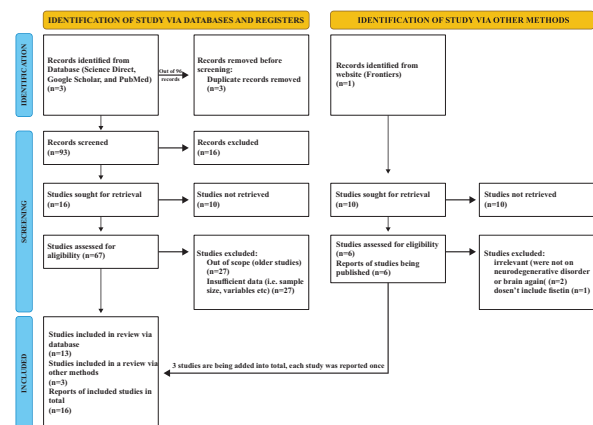 IDENTIFICATION OF STUDY VIA DATABASES AND REGISTERS
IDENTIFICATION OF STUDY VIA OTHER METHODS
IDENTIFICATION
Records identified from
Database (Science Direct,
Google Scholar, and PubMed)
(n=3)
Out of 96
records
Records removed before
screening:
Duplicate records removed
(n=3)
Records identified from
website (Frontiers)
(n=1)
SCREENING
Records screened
(n=93)
Records excluded
(n=16)
Studies sought for retrieval
(n=16)
Studies not retrieved
(n=10)
Studies sought for retrieval
(n=10)
Studies not retrieved
(n=10)
Studies assessed for
aligibility (n=67)
Studies excluded:
Out of scope (older studies)
(n=27)
Insufficient data (i.e. sample
size, variables etc) (n=27)
Studies assessed for eligibility
(n=6)
Reports of studies being
published (n=6)
Studies excluded:
irrelevant (were not on
neurodegenerative disorder
or brain again( (n=2)
dosen't include fisetin (n=1)
INCLUDED
Studies included in review via
database
(n=13)
Studies included in a review via
other methods
(n=3)
Reports of included studies in
total
(n=16)
3 studies are being added into total, each study was reported once